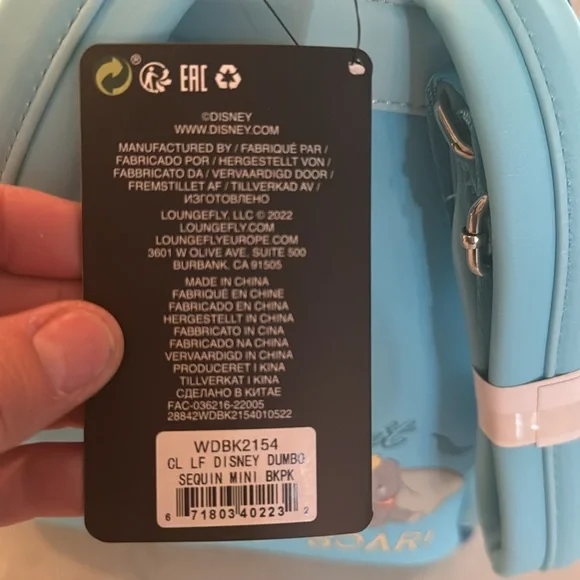 ®
EAC
©DISNEY
WWW.DISNEY.COM
MANUFACTURED BY / FABRIQUÉ PAR /
FABRICADO POR / HERGESTELLT VON /
FABBRICATO DA / VERVAARDIGD DOOR /
FREMSTILLET AF / TILLVERKAD AV /
ИЗГОТОВЛЕНО
LOUNGEFLY, LLC © 2022
LOUNGEFLY.COM
LOUNGEFLYEUROPE.COM
3601 W OLIVE AVE, SUITE 500
BURBANK, CA 91505
MADE IN CHINA
FABRIQUÉ EN CHINE
FABRICADO EN CHINA
HERGESTELLT IN CHINA
FABBRICATO IN CINA
FABRICADO NA CHINA
VERVAARDIGD IN CHINA
PRODUCERET I KINA
TILLVERKAT I KINA
СДЕЛАНО В КИТАЕ
FAC-036216-22005
28842WDBK2154010522
WDBK2154
CL LF DISNEY DUMBO
SEQUIN MINI BKPK
6 71803 40223 2